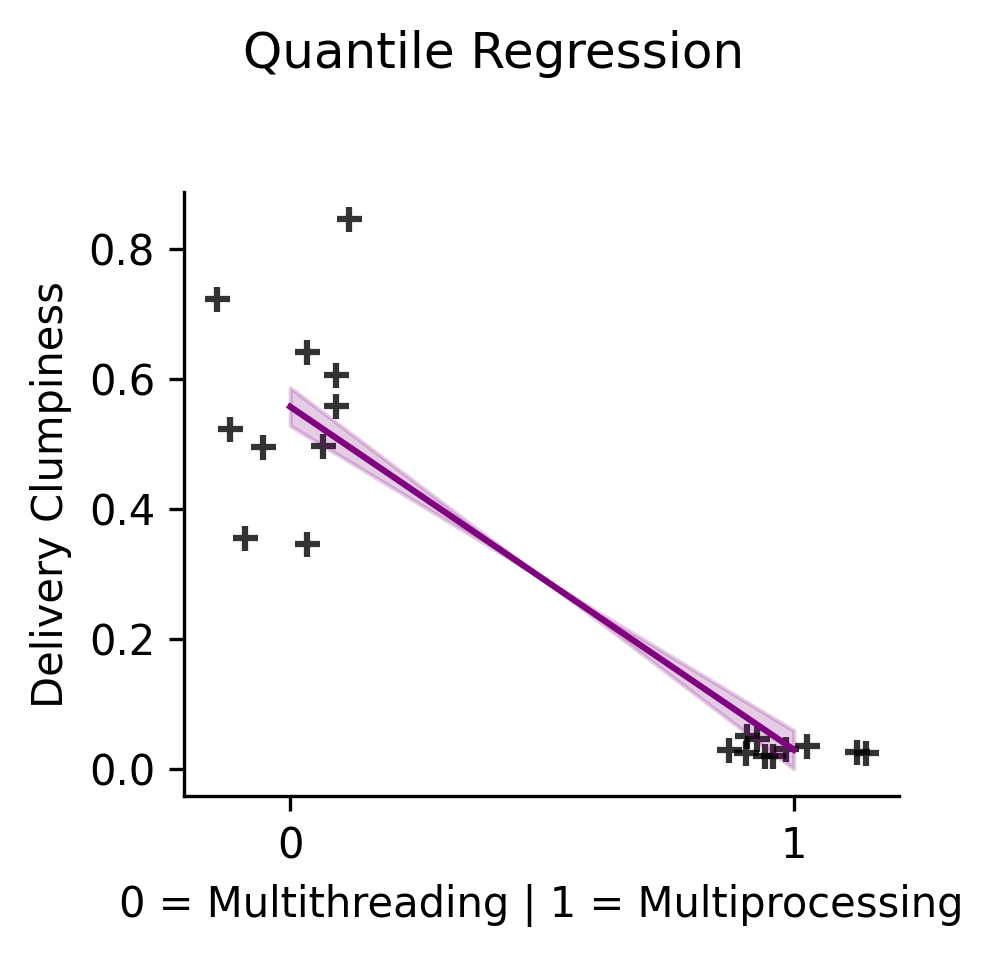 Quantile Regression
Delivery Clumpiness
0.8
0.6
0.4
0.2
0.0
0
1
0 = Multithreading | 1 = Multiprocessing